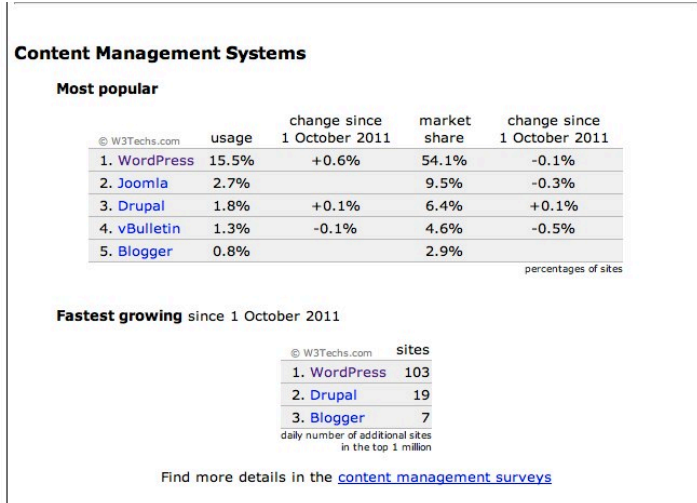 Content Management Systems
Most popular
© W3Techs.com usage change since 1 October 2011 market share change since 1 October 2011
1. WordPress 15.5% +0.6% 54.1% -0.1%
2. Joomla 2.7% 9.5% -0.3%
3. Drupal 1.8% +0.1% 6.4% +0.1%
4. vBulletin 1.3% -0.1% 4.6% -0.5%
5. Blogger 0.8% 2.9%
percentages of sites
Fastest growing since 1 October 2011
© W3Techs.com sites
1. WordPress 103
2. Drupal 19
3. Blogger 7
daily number of additional sites
in the top 1 million
Find more details in the content management surveys